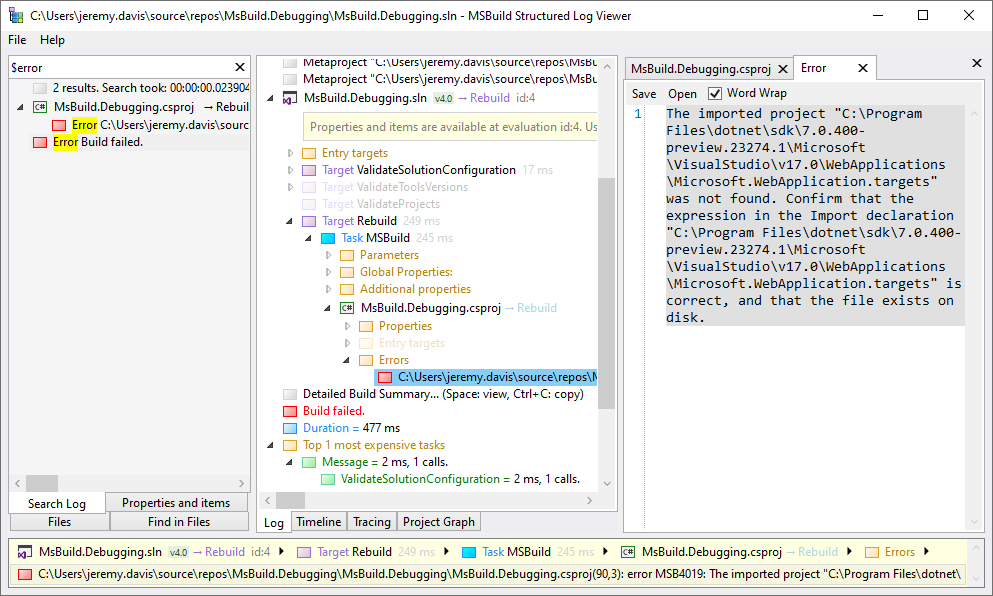 C:\Users\jeremy.davis\source\repos\MsBuild.Debugging\MsBuild.Debugging.sln - MSBuild Structured Log Viewer
File Help
$error
2 results. Search took: 00:00:00.023904
C# MsBuild.Debugging.csproj → Rebuil
Error C:\Users\jeremy.davis\sourc
Error Build failed.
Search Log
Properties and items
Files
Find in Files
Metaproject "C:\Users\jeremy.davis\source\repos\MsBu
Metaproject "C:\Users\jeremy.davis\source\repos\MsBu
MsBuild.Debugging.sln v4.0 → Rebuild id:4
Properties and items are available at evaluation id:4. Us
Entry targets
Target ValidateSolutionConfiguration 17 ms
Target ValidateToolsVersions
Target ValidateProjects
Target Rebuild 249 ms
Task MSBuild 245 ms
Parameters
Global Properties:
Additional properties
C# MsBuild.Debugging.csproj → Rebuild
Properties
Entry targets
Errors
C:\Users\jeremy.davis\source\repos\M
Detailed Build Summary... (Space: view, Ctrl+C: copy)
Build failed.
Duration = 477 ms
Top 1 most expensive tasks
Message = 2 ms, 1 calls.
ValidateSolutionConfiguration = 2 ms, 1 calls.
Log Timeline Tracing Project Graph
MsBuild.Debugging.csproj
Error
Save Open Word Wrap
1
The imported project "C:\Program
Files\dotnet\sdk\7.0.400-
preview.23274.1\Microsoft
\VisualStudio\v17.0\WebApplications
\Microsoft.WebApplication.targets"
was not found. Confirm that the
expression in the Import declaration
"C:\Program Files\dotnet\sdk\7.0.400-
preview.23274.1\Microsoft
\VisualStudio\v17.0\WebApplications
\Microsoft.WebApplication.targets" is
correct, and that the file exists on
disk.
MsBuild.Debugging.sln v4.0 → Rebuild id:4 Target Rebuild 249 ms Task MSBuild 245 ms C# MsBuild.Debugging.csproj → Rebuild Errors
C:\Users\jeremy.davis\source\repos\MsBuild.Debugging\MsBuild.Debugging\MsBuild.Debugging.csproj(90,3): error MSB4019: The imported project "C:\Program Files\dotnet\